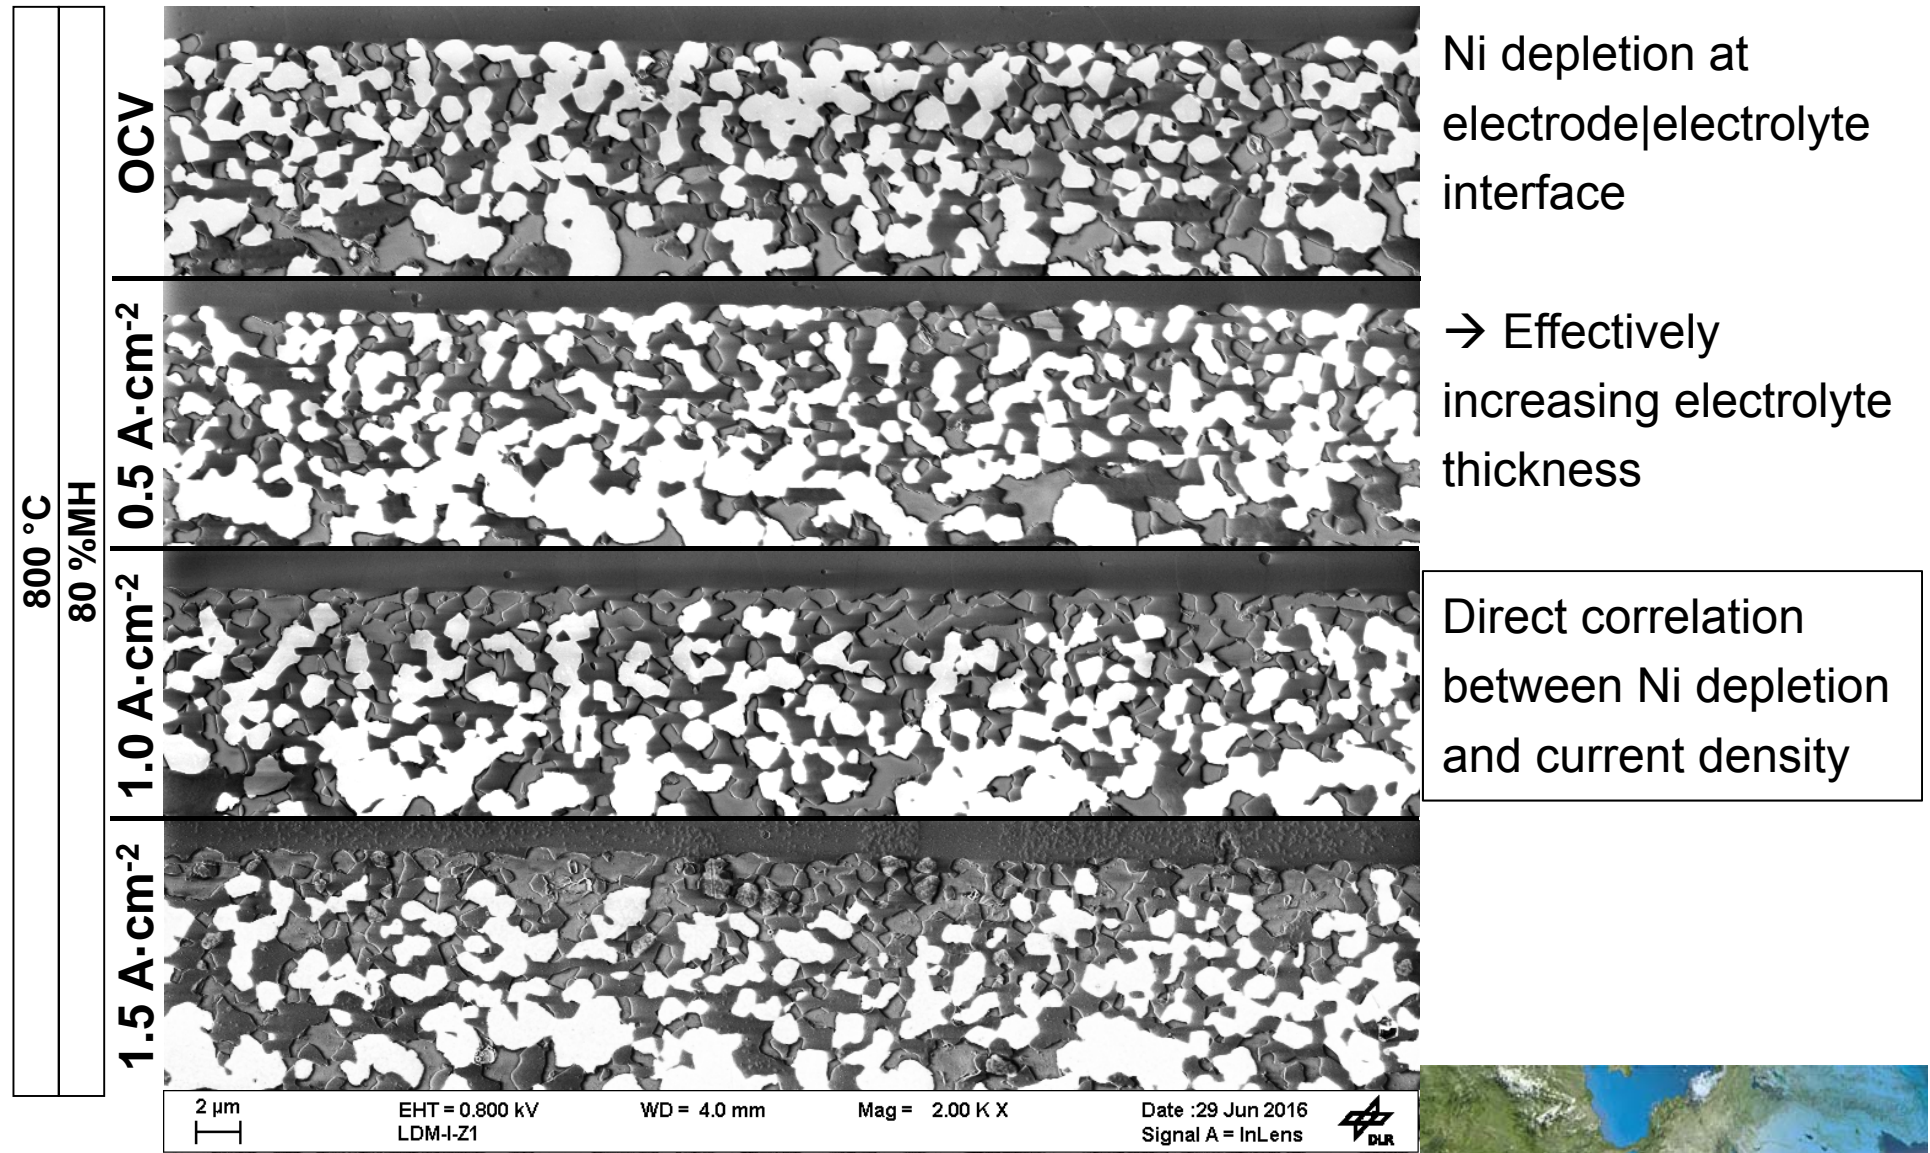 800 °C
80 %MH
OCV
0.5 A·cm⁻²
1.0 A·cm⁻²
1.5 A·cm⁻²
Ni depletion at
electrode|electrolyte
interface
→ Effectively
increasing electrolyte
thickness
Direct correlation
between Ni depletion
and current density
2 µm
EHT = 0.800 kV
WD = 4.0 mm
Mag = 2.00 K X
Date :29 Jun 2016
LDM-I-Z1
Signal A = InLens
DLR